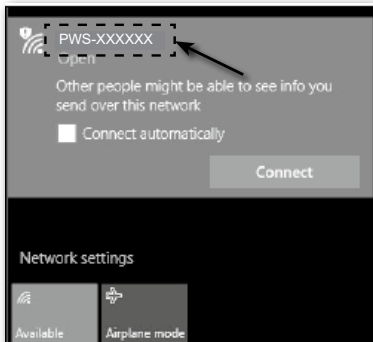 PWS-XXXXXX
Open
Other people might be able to see info you
send over this network
Connect automatically
Connect
Network settings
Available
Airplane mode